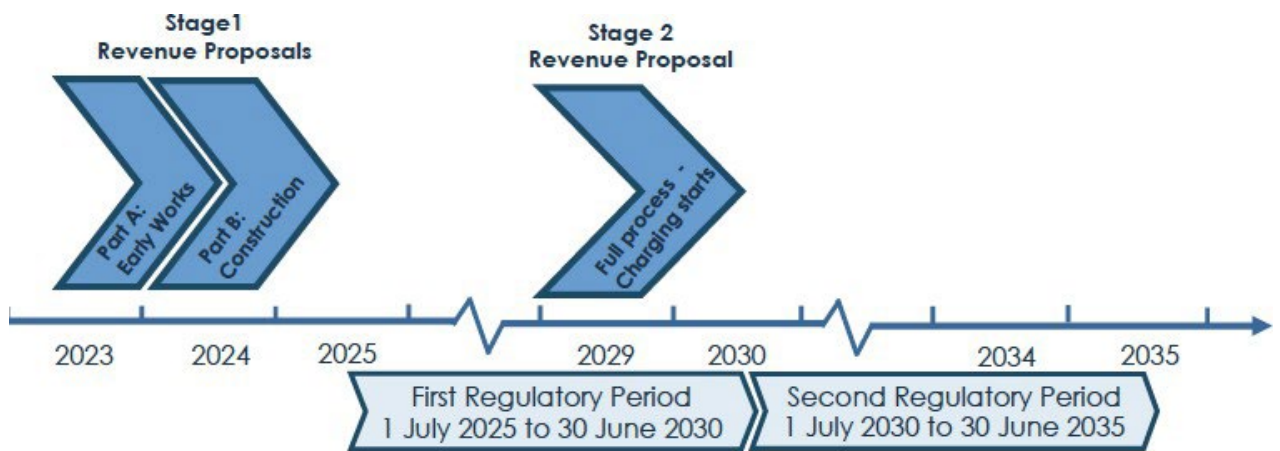 Stage1
Revenue Proposals
Stage 2
Revenue Proposal
Part A:
Early Works
Part B:
Construction
Full process -
Charging starts
2023
2024
2025
2029
2030
2034
2035
First Regulatory Period
1 July 2025 to 30 June 2030
Second Regulatory Period
1 July 2030 to 30 June 2035